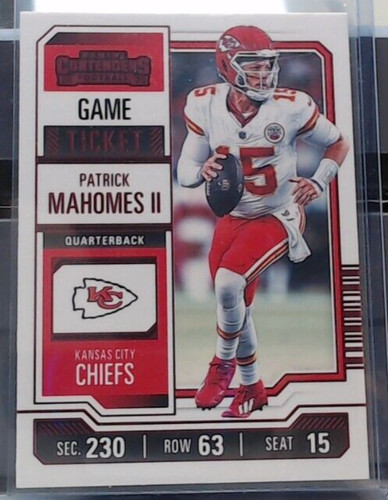 PANINI
CONTENDERS
FOOTBALL
GAME
TICKET
PATRICK
MAHOMES II
QUARTERBACK
KC
KANSAS CITY
CHIEFS
15
15
SEC. 230 | ROW 63 | SEAT 15